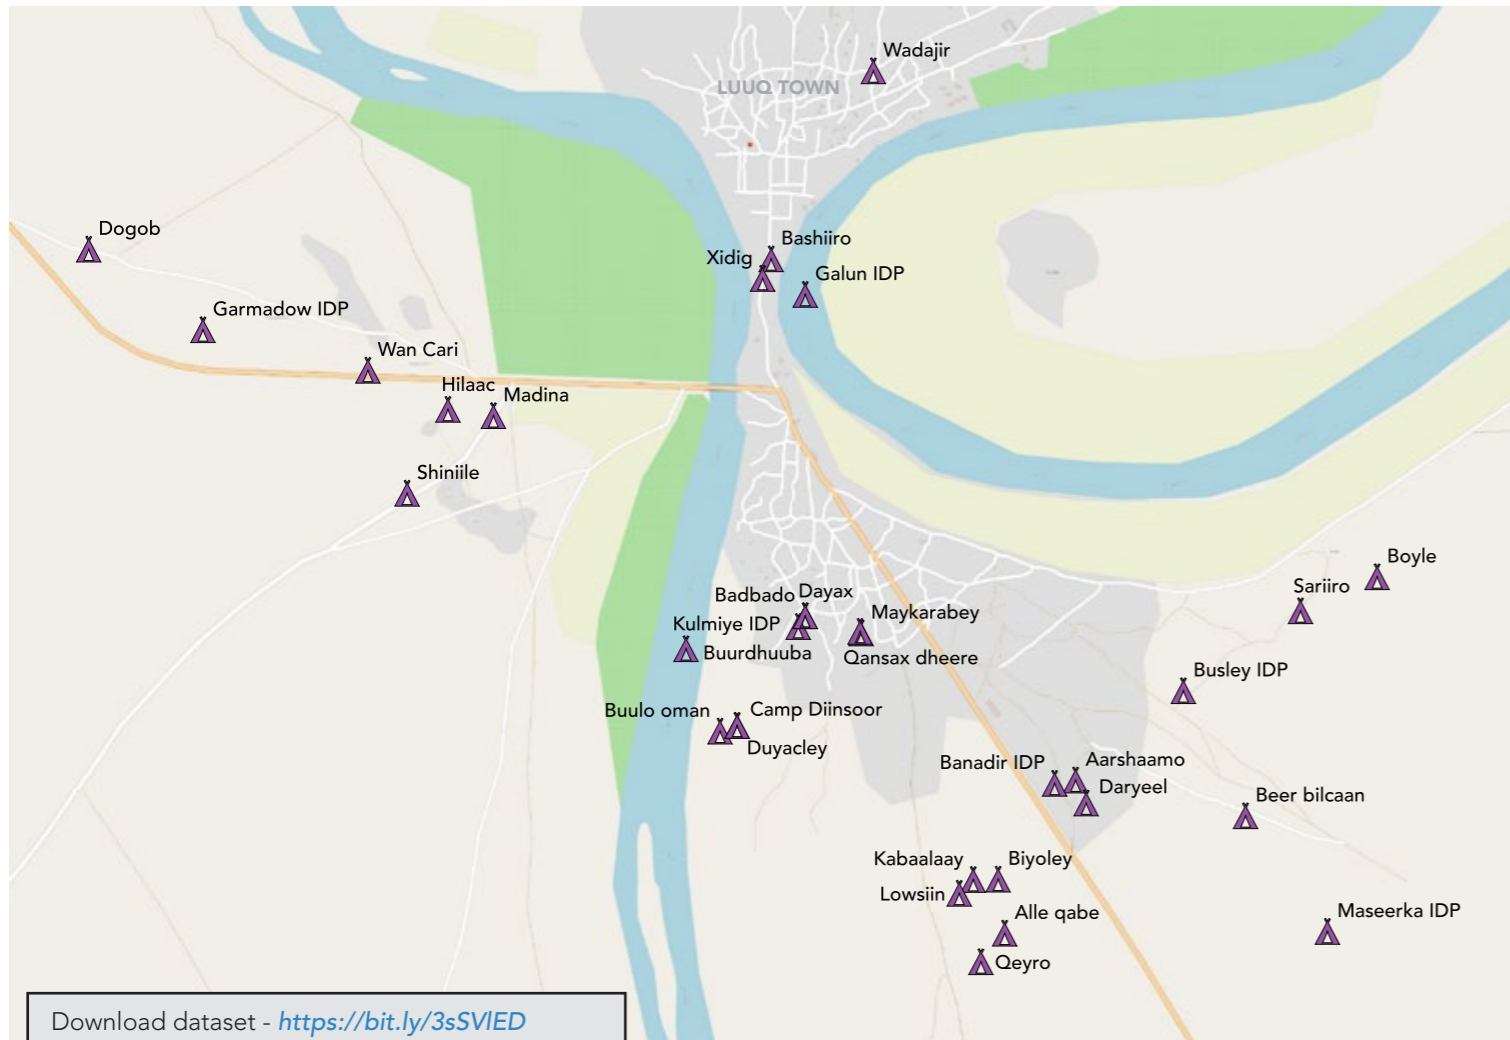 Wadajir
LUUQ TOWN
Dogob
Bashiiro
Xidig
Galun IDP
Garmadow IDP
Wan Cari
Hilaac
Madina
Shiniile
Boyle
Sariiro
Badbado
Dayax
Maykarabey
Kulmiye IDP
Buurdhuuba
Qansax dheere
Busley IDP
Buulo oman
Camp Diinsoor
Duyacley
Banadir IDP
Aarshaamo
Daryeel
Beer bilcaan
Kabaalaay
Biyoley
Lowsiin
Alle qabe
Maseerka IDP
Qeyro
Download dataset - https://bit.ly/3sSVlED